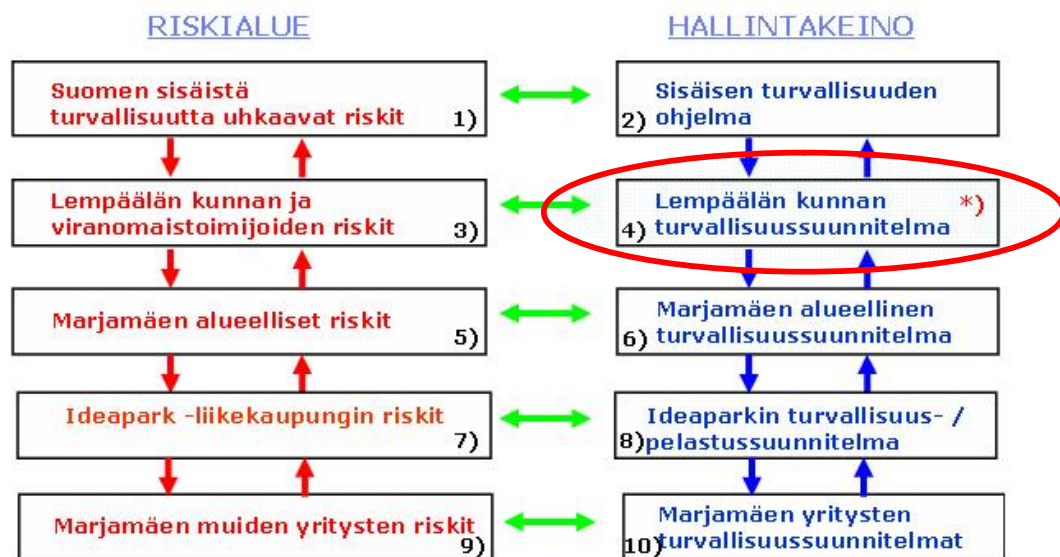 RISKIALUE
HALLINTAKEINO
Suomen sisäistä
turvallisuutta uhkaavat riskit 1)
Sisäisen turvallisuuden
2) ohjelma
Lempäälän kunnan ja
viranomaistoimijoiden riskit 3)
Lempäälän kunnan *)
4) turvallisuussuunnitelma
Marjamäen alueelliset riskit
5)
Marjamäen alueellinen
6) turvallisuussuunnitelma
Ideapark -liikekaupungin riskit
7)
Ideaparkin turvallisuus- /
8) pelastussuunnitelma
Marjamäen muiden yritysten riskit
9)
Marjamäen yritysten
10) turvallisuussuunnitelmat